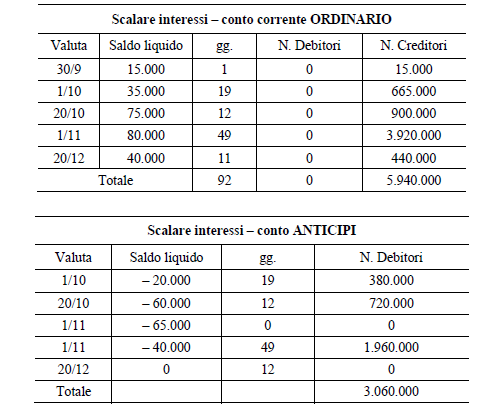 Scalare interessi – conto corrente ORDINARIO
Valuta Saldo liquido gg. N. Debitori N. Creditori
30/9 15.000 1 0 15.000
1/10 35.000 19 0 665.000
20/10 75.000 12 0 900.000
1/11 80.000 49 0 3.920.000
20/12 40.000 11 0 440.000
Totale 92 0 5.940.000
Scalare interessi – conto ANTICIPI
Valuta Saldo liquido gg. N. Debitori
1/10 – 20.000 19 380.000
20/10 – 60.000 12 720.000
1/11 – 65.000 0 0
1/11 – 40.000 49 1.960.000
20/12 0 12 0
Totale 3.060.000